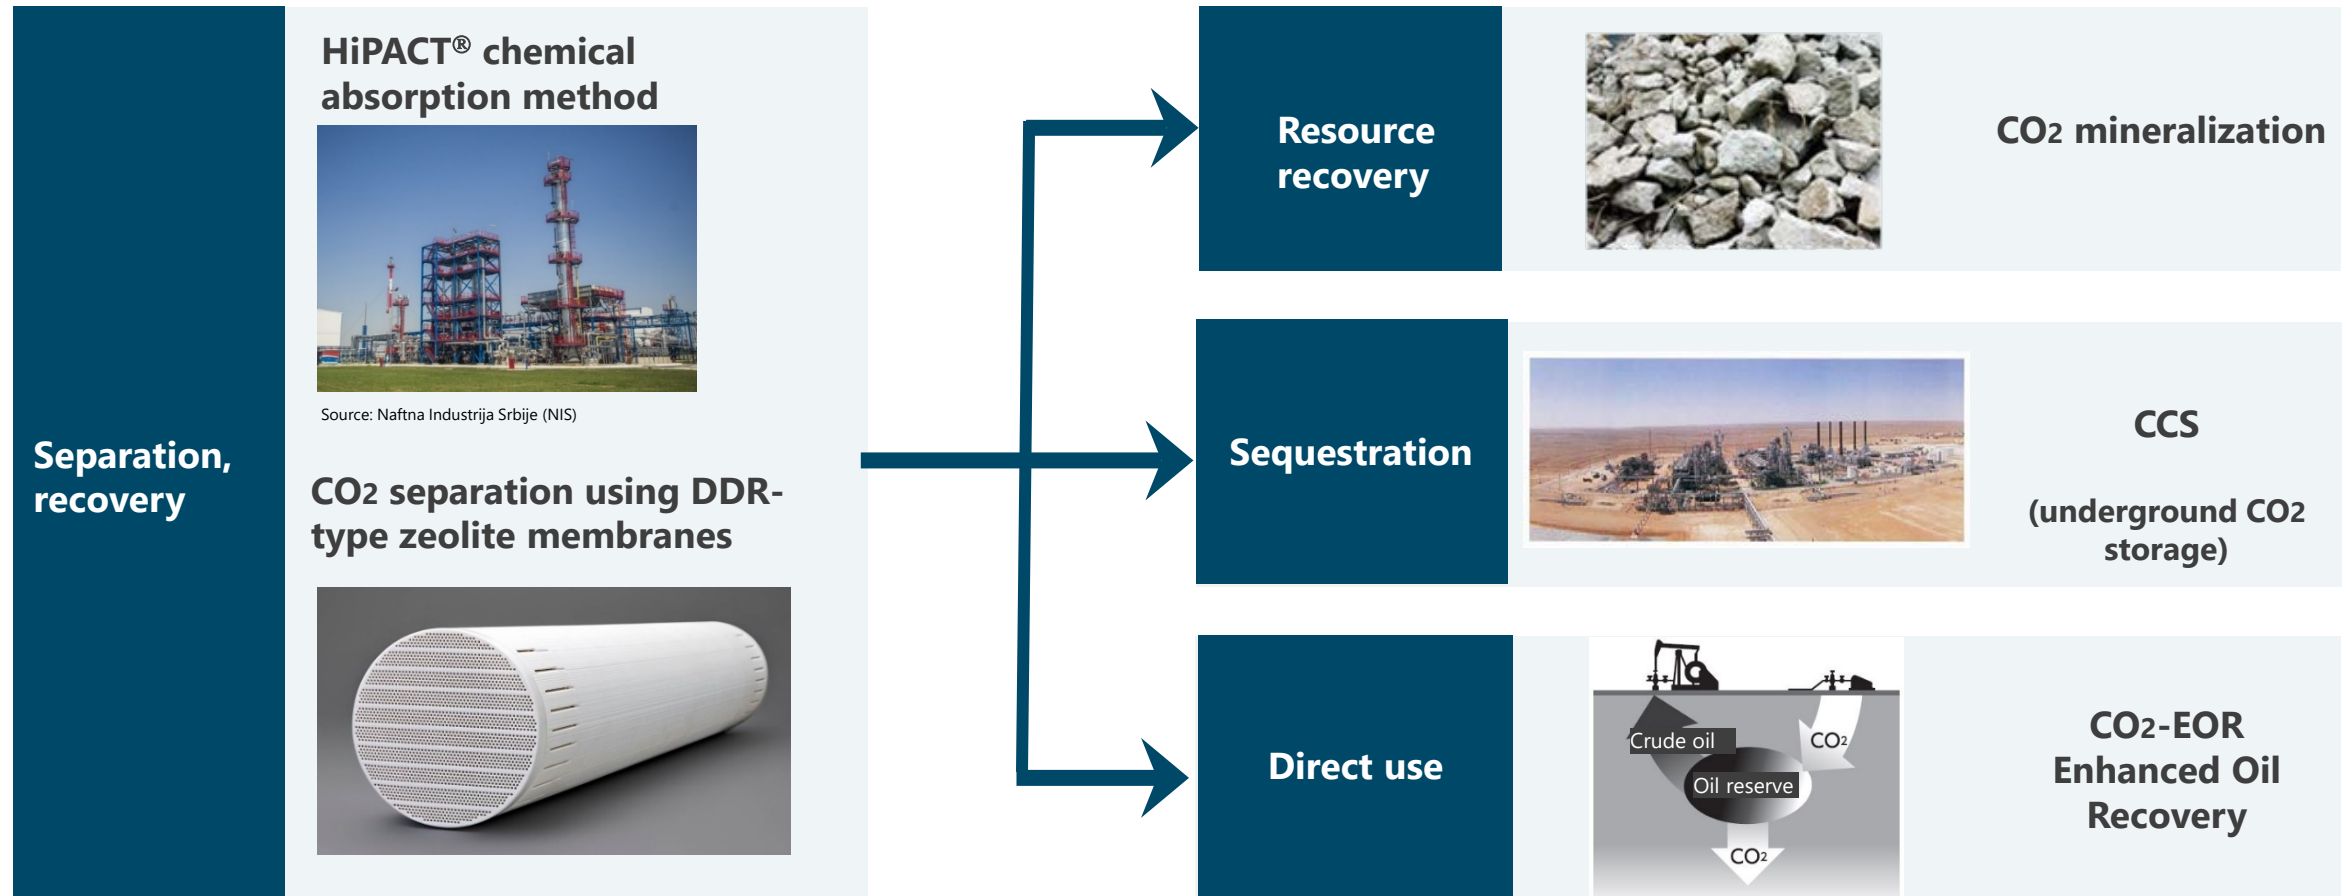 Separation,
recovery
HiPACT® chemical
absorption method
Source: Naftna Industrija Srbije (NIS)
CO2 separation using DDR-
type zeolite membranes
Resource
recovery
CO2 mineralization
Sequestration
CCS
(underground CO2
storage)
Direct use
Crude oil
CO2
Oil reserve
CO2
CO2-EOR
Enhanced Oil
Recovery